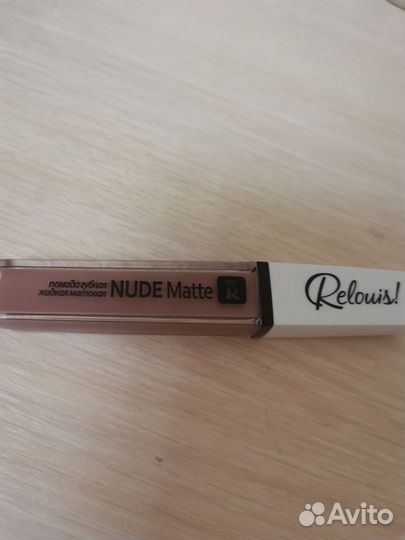 помада губная
жидкая матовая
NUDE Matte
R
Relouis!
Avito